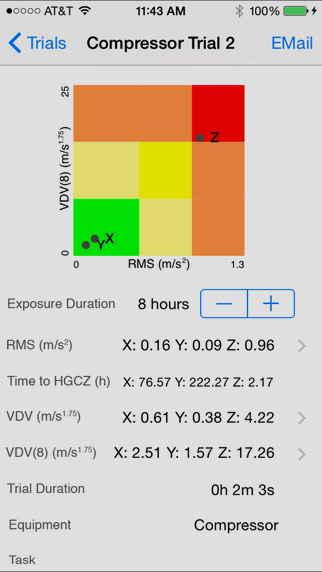 AT&T 11:43 AM 100%
Trials Compressor Trial 2 EMail
25
VDV(8) (m/s^1.75)
Z
X
Y
0
0 RMS (m/s²) 1.3
Exposure Duration 8 hours − +
RMS (m/s²) X: 0.16 Y: 0.09 Z: 0.96
Time to HGCZ (h) X: 76.57 Y: 222.27 Z: 2.17
VDV (m/s^1.75) X: 0.61 Y: 0.38 Z: 4.22
VDV(8) (m/s^1.75) X: 2.51 Y: 1.57 Z: 17.26
Trial Duration 0h 2m 3s
Equipment Compressor
Task